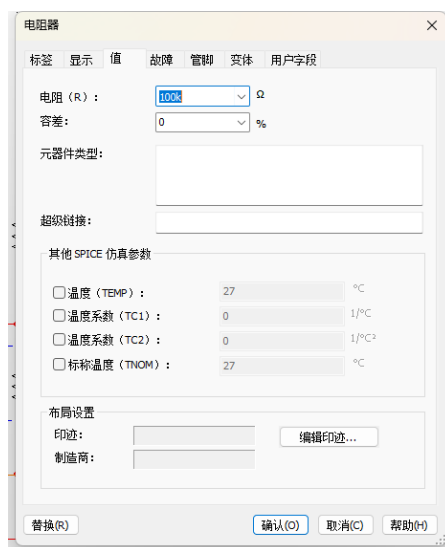 电阻器
标签 显示 值 故障 管脚 变体 用户字段
电阻（R）： 100k Ω
容差： 0 %
元器件类型：
超级链接：
其他 SPICE 仿真参数
温度（TEMP）： 27 °C
温度系数（TC1）： 0 1/°C
温度系数（TC2）： 0 1/°C²
标称温度（TNOM）： 27 °C
布局设置
印迹： 编辑印迹...
制造商：
替换(R) 确认(O) 取消(C) 帮助(H)